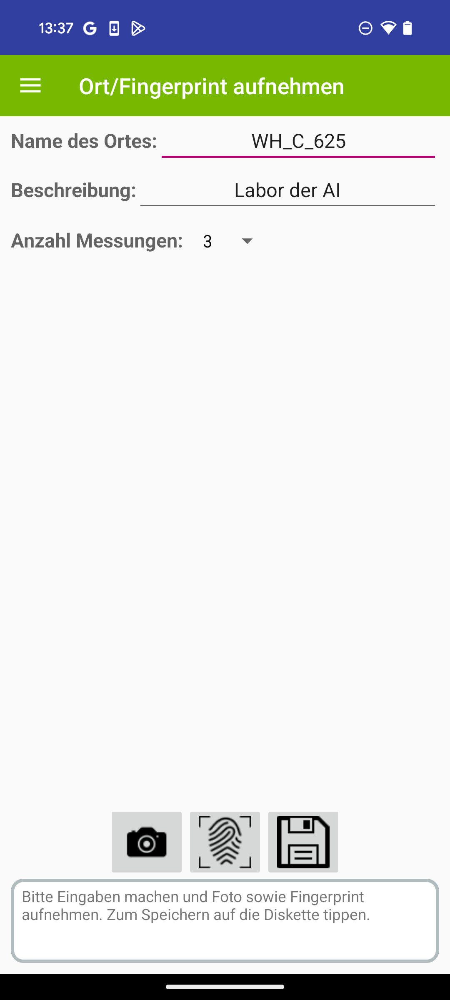 13:37
Ort/Fingerprint aufnehmen
Name des Ortes: WH_C_625
Beschreibung: Labor der AI
Anzahl Messungen: 3
Bitte Eingaben machen und Foto sowie Fingerprint
aufnehmen. Zum Speichern auf die Diskette tippen.